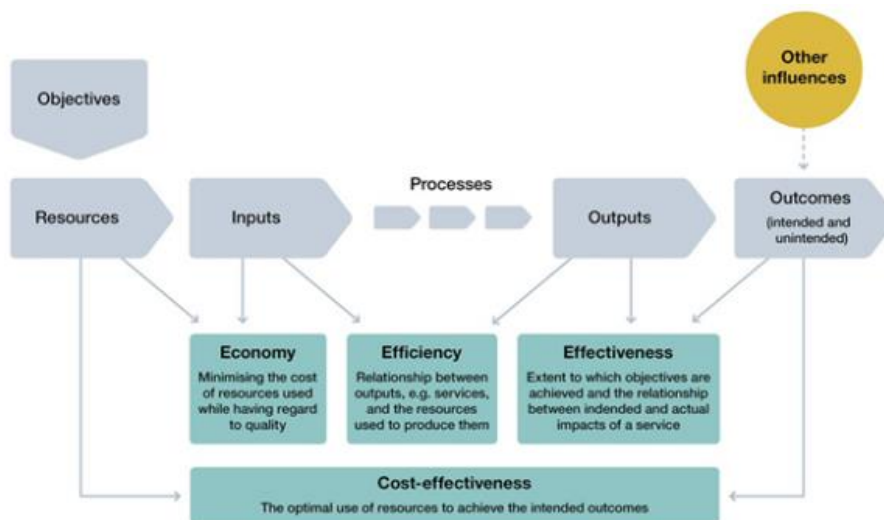 Other
influences
Objectives
Processes
Resources
Inputs
Outputs
Outcomes
(intended and
unintended)
Economy
Minimising the cost
of resources used
while having regard
to quality
Efficiency
Relationship between
outputs, e.g. services,
and the resources
used to produce them
Effectiveness
Extent to which objectives are
achieved and the relationship
between indended and actual
impacts of a service
Cost-effectiveness
The optimal use of resources to achieve the intended outcomes